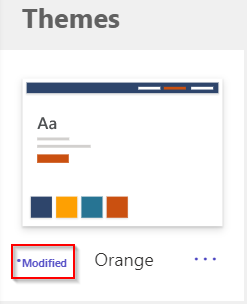 Themes
Aa
*Modified Orange ...